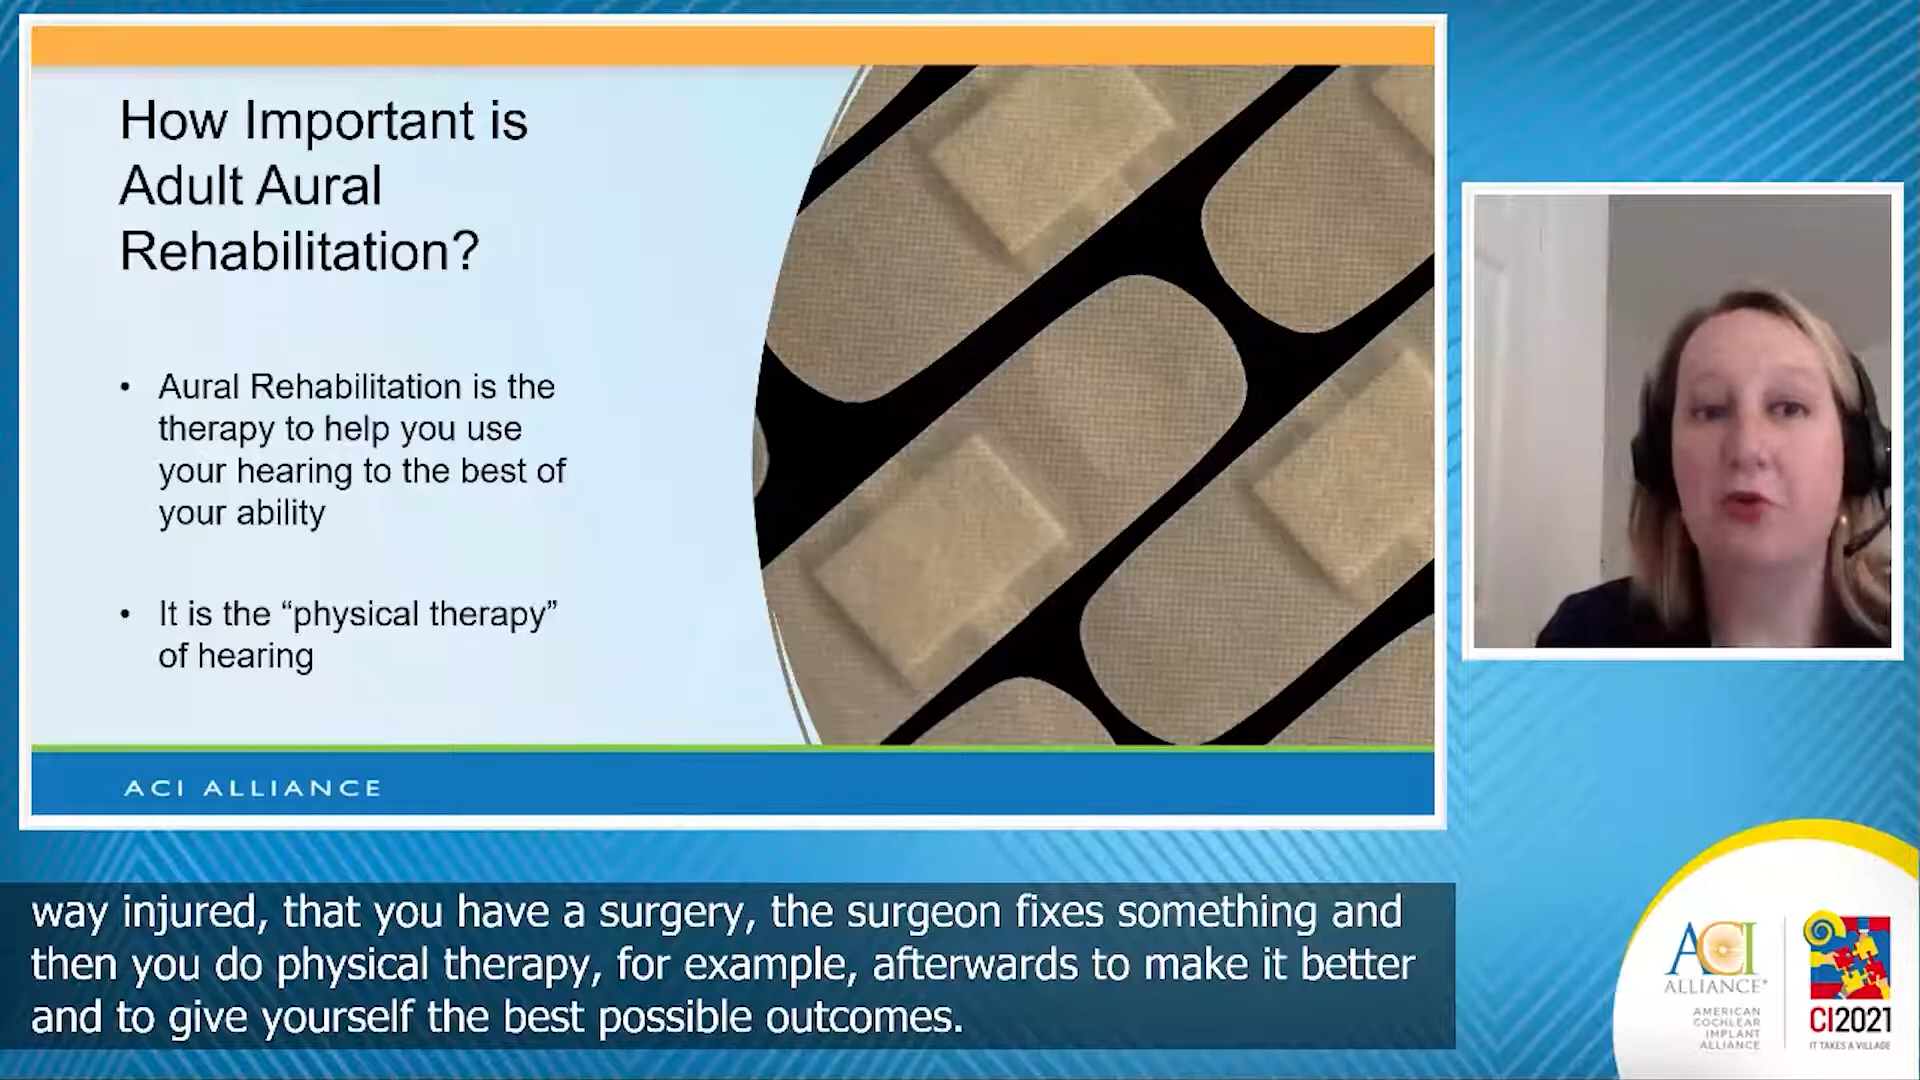 How Important is
Adult Aural
Rehabilitation?
• Aural Rehabilitation is the
therapy to help you use
your hearing to the best of
your ability
• It is the “physical therapy”
of hearing
ACI ALLIANCE
way injured, that you have a surgery, the surgeon fixes something and
then you do physical therapy, for example, afterwards to make it better
and to give yourself the best possible outcomes.
ACI
ALLIANCE®
AMERICAN
COCHLEAR
IMPLANT
ALLIANCE
CI2021
IT TAKES A VILLAGE